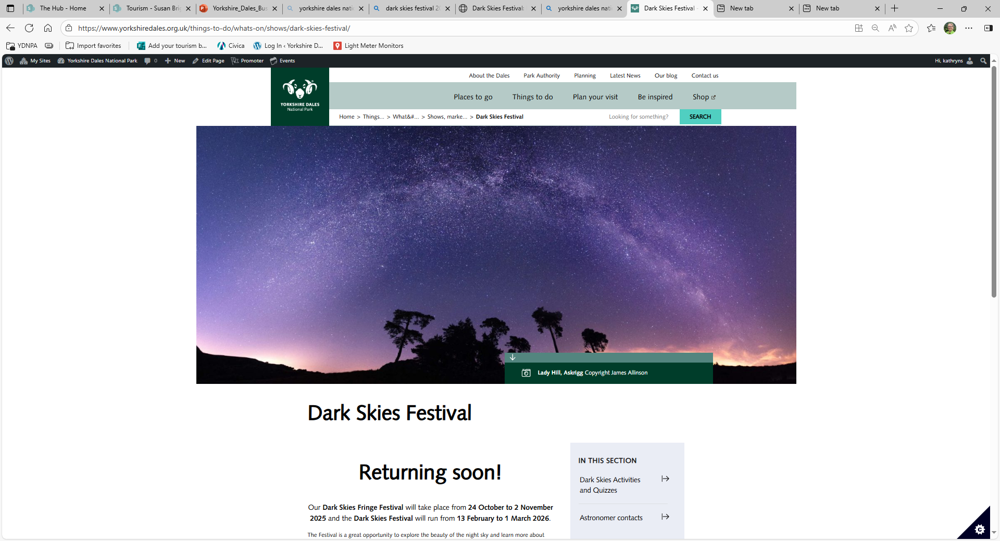 The Hub - Home
Tourism - Susan Bri
Yorkshire_Dales_Bus
yorkshire dales nati
dark skies festival 20
Dark Skies Festival:
yorkshire dales nati
Dark Skies Festival -
New tab
New tab
https://www.yorkshiredales.org.uk/things-to-do/whats-on/shows/dark-skies-festival/
YDNPA
Import favorites
Add your tourism b...
Civica
Log In ‹ Yorkshire D...
Light Meter Monitors
My Sites
Yorkshire Dales National Park
0
New
Edit Page
Promoter
Events
Hi, kathryns
YORKSHIRE DALES
National Park
About the Dales
Park Authority
Planning
Latest News
Our blog
Contact us
Places to go
Things to do
Plan your visit
Be inspired
Shop
Home > Things... > What&#... > Shows, marke... > Dark Skies Festival
Looking for something?
SEARCH
Lady Hill, Askrigg Copyright James Allinson
Dark Skies Festival
Returning soon!
Our Dark Skies Fringe Festival will take place from 24 October to 2 November
2025 and the Dark Skies Festival will run from 13 February to 1 March 2026.
The Festival is a great opportunity to explore the beauty of the night sky and learn more about
IN THIS SECTION
Dark Skies Activities
and Quizzes
Astronomer contacts